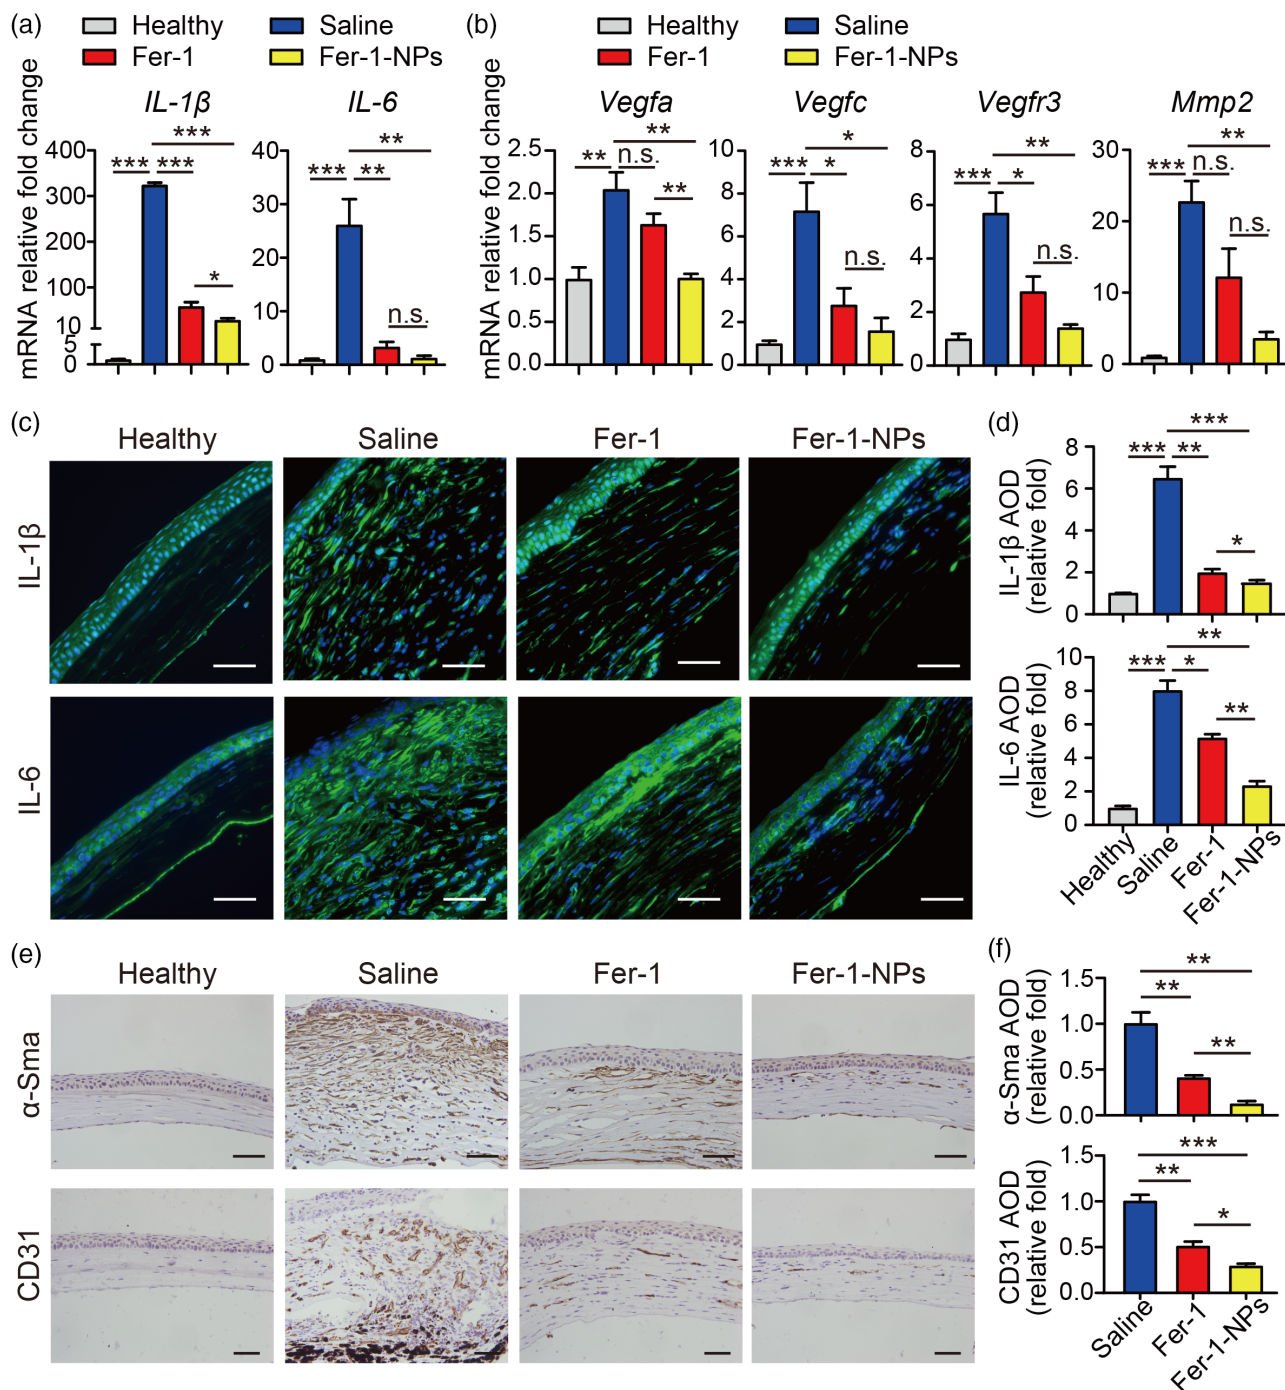 (a)
Healthy
Saline
Fer-1
Fer-1-NPs
mRNA relative fold change
IL-1β
400
300
200
100
10
5
0
***
*** ***
*
IL-6
40
30
20
10
0
**
*** **
n.s.
(b)
Healthy
Saline
Fer-1
Fer-1-NPs
mRNA relative fold change
Vegfa
2.5
2.0
1.5
1.0
0.5
0.0
**
** n.s.
**
Vegfc
10
8
6
4
2
0
*
*** *
n.s.
Vegfr3
8
6
4
2
0
**
*** *
n.s.
Mmp2
30
20
10
0
**
*** n.s.
n.s.
(c)
Healthy Saline Fer-1 Fer-1-NPs
IL-1β
IL-6
(d)
IL-1β AOD
(relative fold)
8
6
4
2
0
***
*** **
*
IL-6 AOD
(relative fold)
10
8
6
4
2
0
**
*** *
**
Healthy
Saline
Fer-1
Fer-1-NPs
(e)
Healthy Saline Fer-1 Fer-1-NPs
α-Sma
CD31
(f)
α-Sma AOD
(relative fold)
1.5
1.0
0.5
0.0
**
**
**
CD31 AOD
(relative fold)
1.5
1.0
0.5
0.0
***
**
*
Saline
Fer-1
Fer-1-NPs